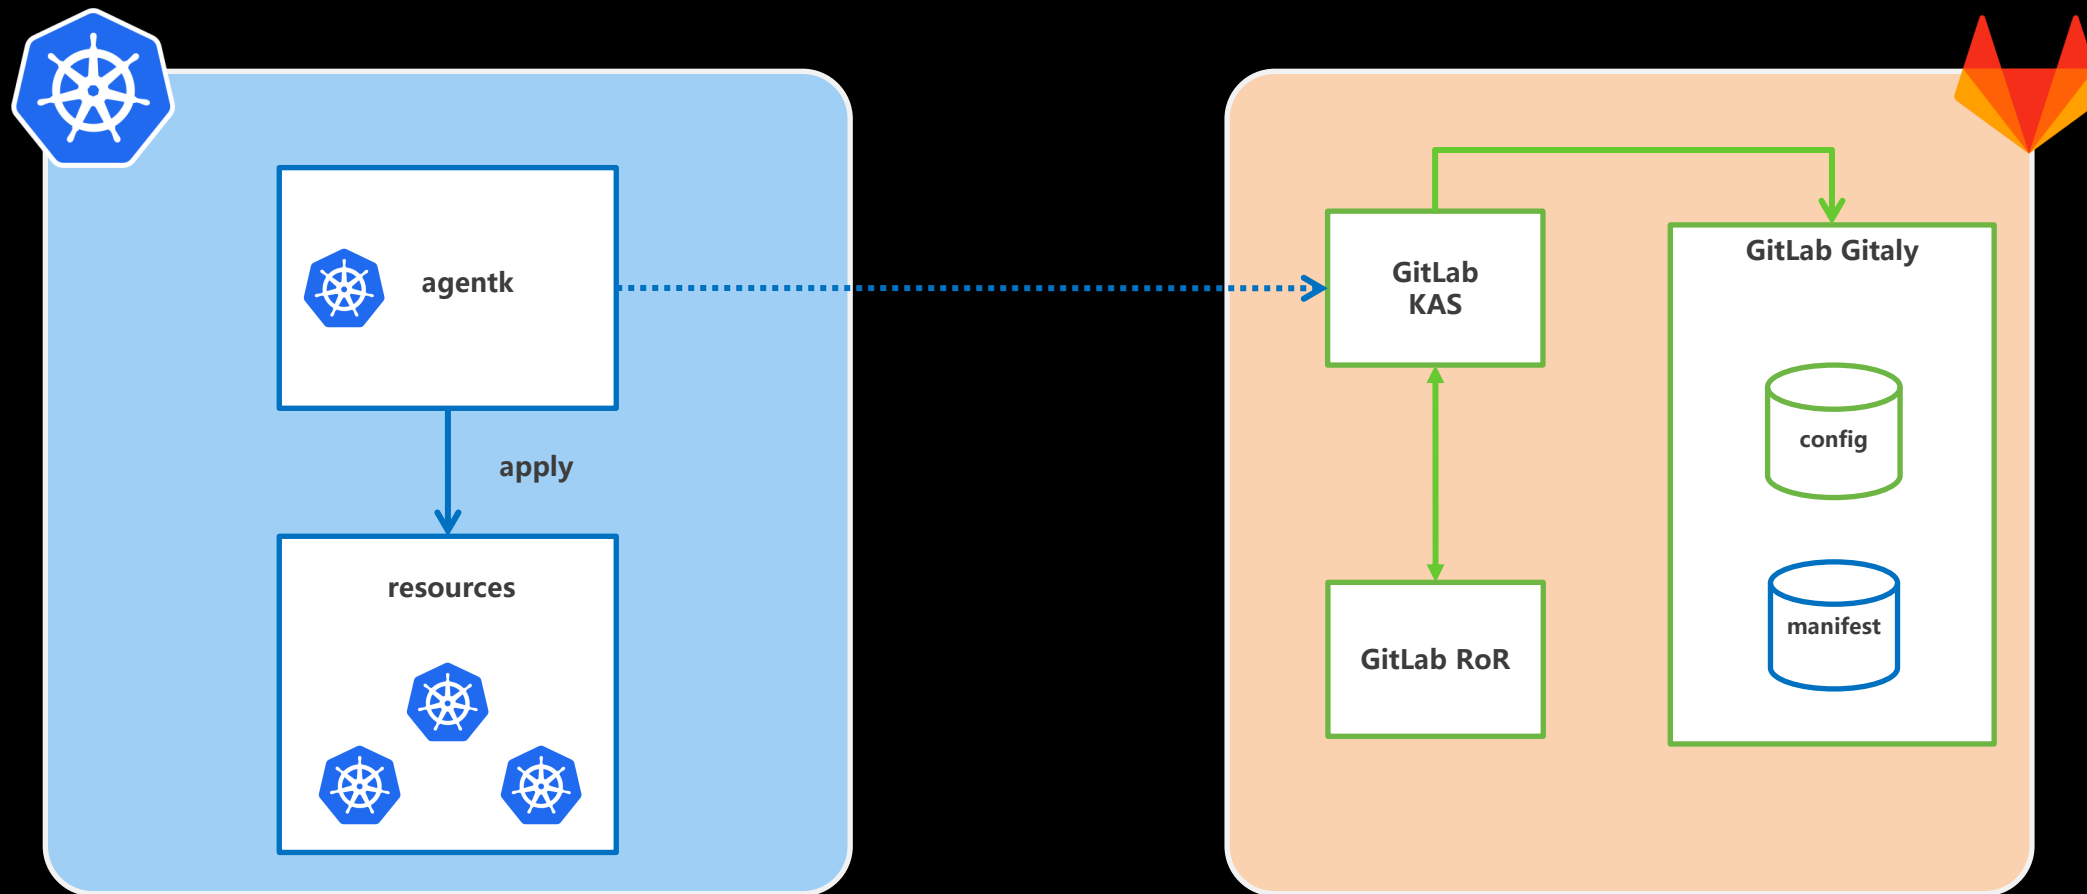 agentk
apply
resources
GitLab
KAS
GitLab RoR
GitLab Gitaly
config
manifest